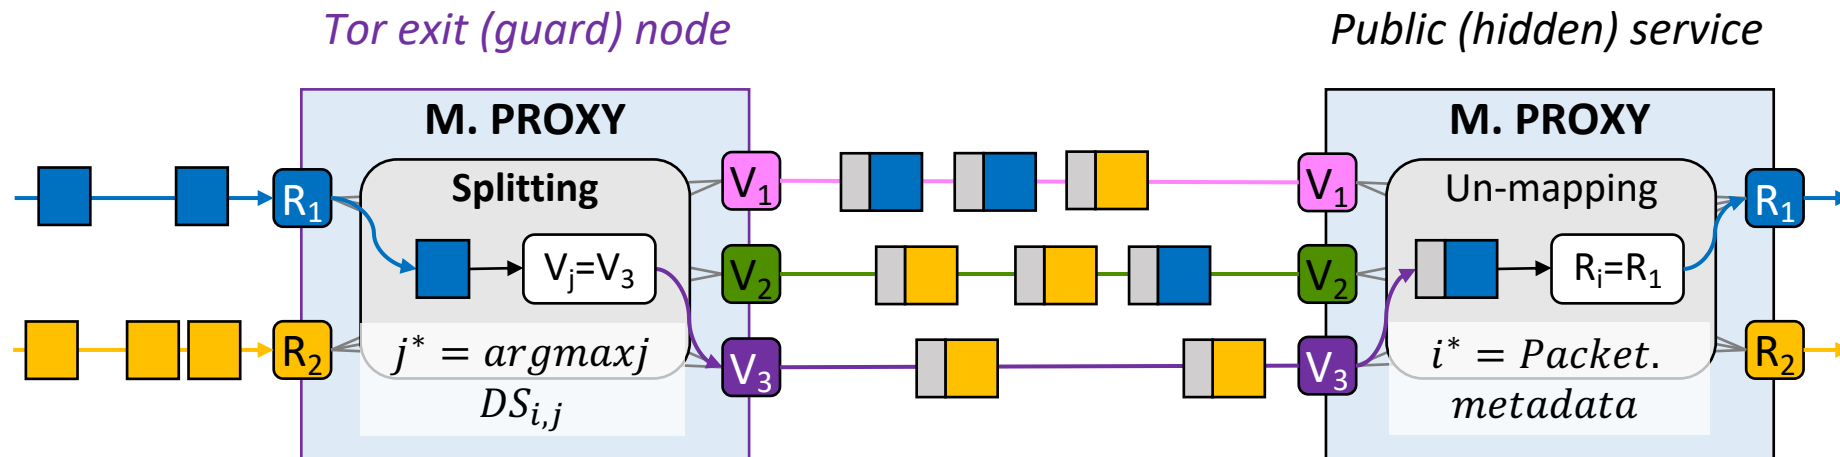 Tor exit (guard) node
Public (hidden) service
M. PROXY
M. PROXY
Splitting
Un-mapping
R1
R2
V1
V2
V3
V1
V2
V3
R1
R2
Vj=V3
Ri=R1
j* = argmaxj
DSi,j
i* = Packet.
metadata